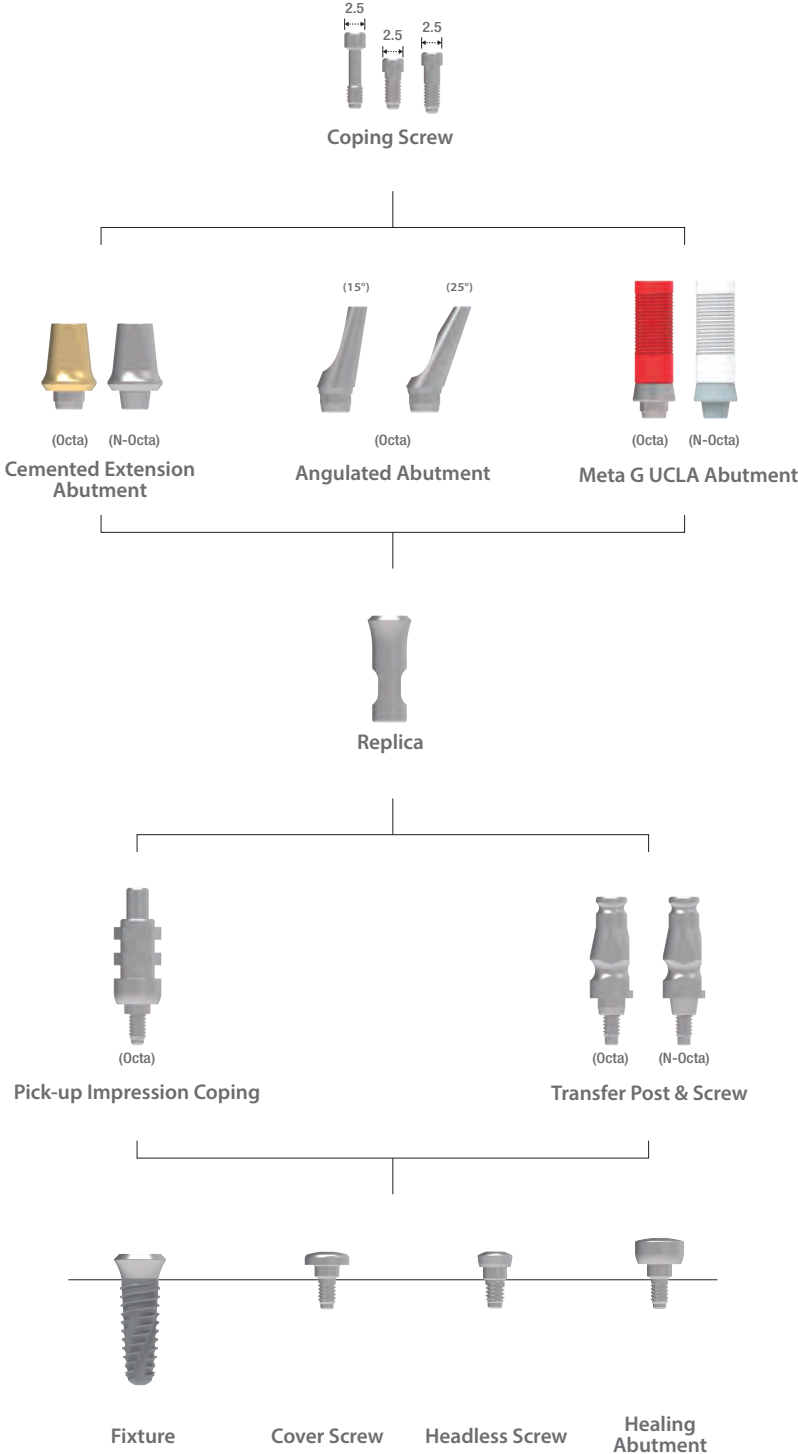 2.5
2.5
2.5
Coping Screw
(15°)
(25°)
(Octa)
(N-Octa)
(Octa)
(Octa)
(N-Octa)
Cemented Extension
Abutment
Angulated Abutment
Meta G UCLA Abutment
Replica
(Octa)
(Octa)
(N-Octa)
Pick-up Impression Coping
Transfer Post & Screw
Fixture
Cover Screw
Headless Screw
Healing
Abutment